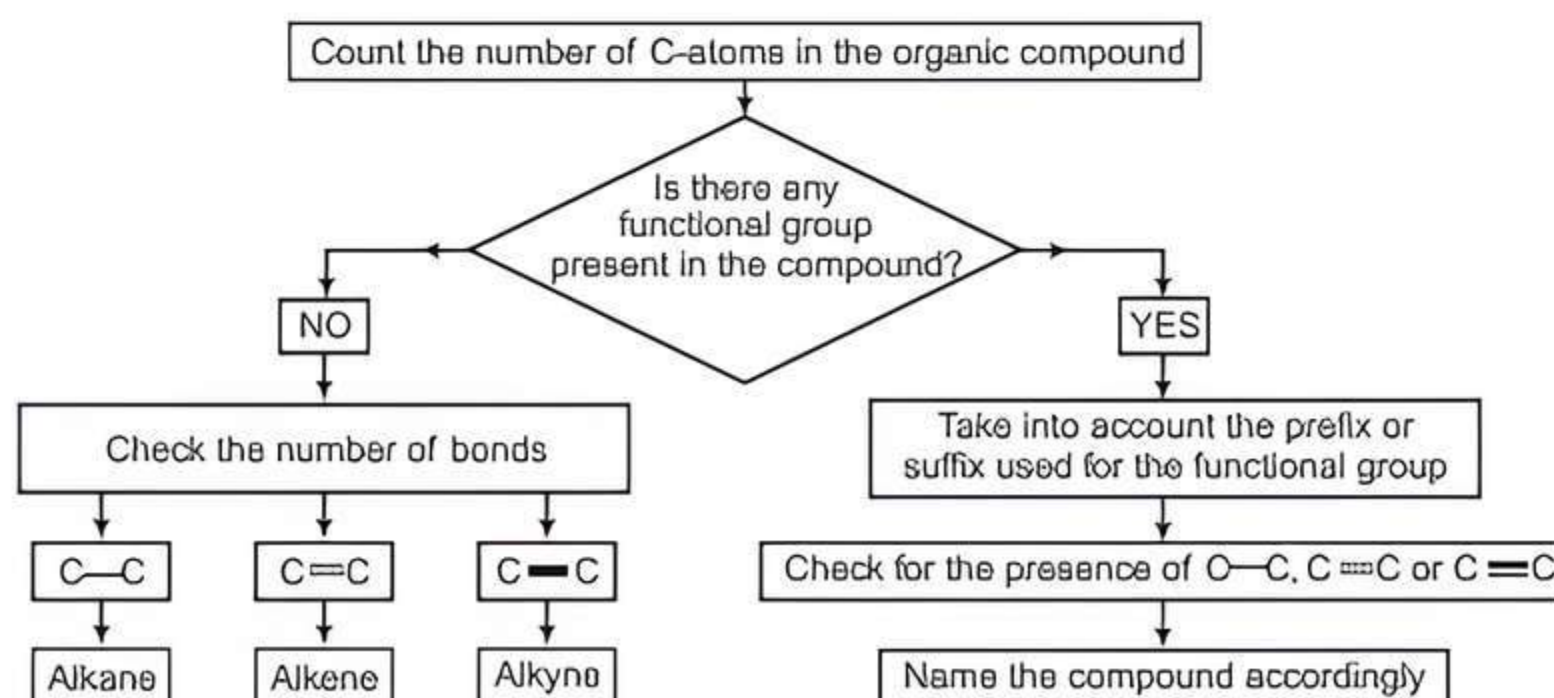 Count the number of C-atoms in the organic compound
Is there any
functional group
present in the compound?
NO
YES
Check the number of bonds
Take into account the prefix or
suffix used for the functional group
C—C
C=C
C≡C
Check for the presence of C—C, C=C or C≡C
Alkane
Alkene
Alkyne
Name the compound accordingly